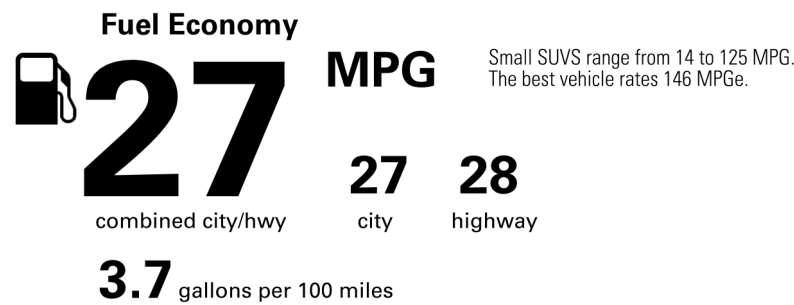 Fuel Economy
27
MPG
Small SUVS range from 14 to 125 MPG.
The best vehicle rates 146 MPGe.
combined city/hwy
27
city
28
highway
3.7 gallons per 100 miles